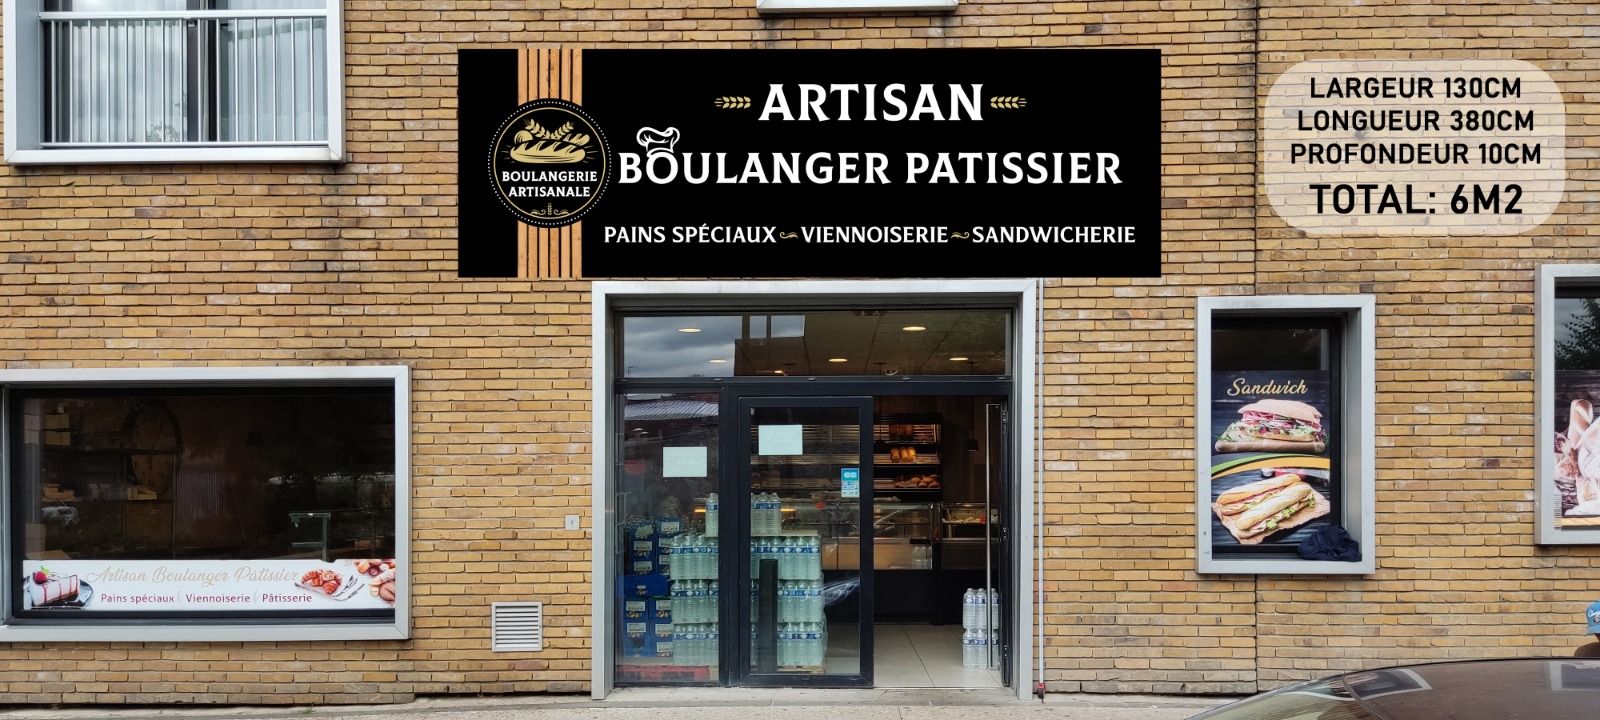 ARTISAN
BOULANGER PATISSIER
PAINS SPÉCIAUX VIENNOISERIE SANDWICHERIE
BOULANGERIE
ARTISANALE
LARGEUR 130CM
LONGUEUR 380CM
PROFONDEUR 10CM
TOTAL: 6M2
Sandwich
Artisan Boulanger Pâtissier
Pains spéciaux Viennoiserie Pâtisserie